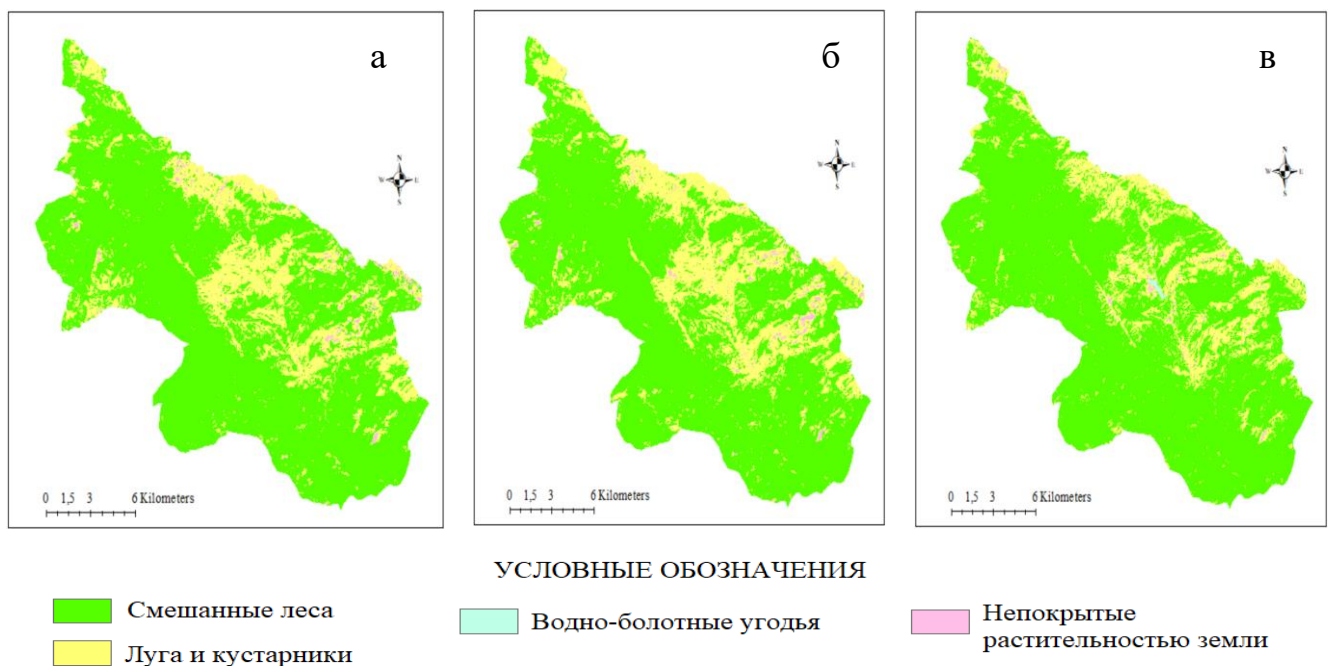 а
б
в
N
W E
S
N
W E
S
N
W E
S
0 1,5 3 6 Kilometers
0 1,5 3 6 Kilometers
0 1,5 3 6 Kilometers
УСЛОВНЫЕ ОБОЗНАЧЕНИЯ
Смешанные леса
Водно-болотные угодья
Непокрытые
растительностью земли
Луга и кустарники